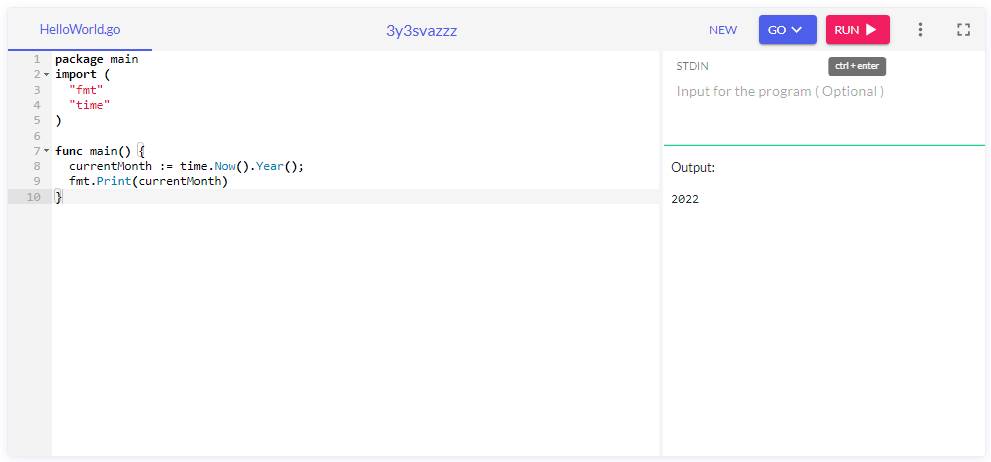 HelloWorld.go 3y3svazzz NEW GO RUN
ctrl + enter
1 package main
2 import (
3 "fmt"
4 "time"
5 )
6
7 func main() {
8 currentMonth := time.Now().Year();
9 fmt.Print(currentMonth)
10 }
STDIN
Input for the program ( Optional )
Output:
2022